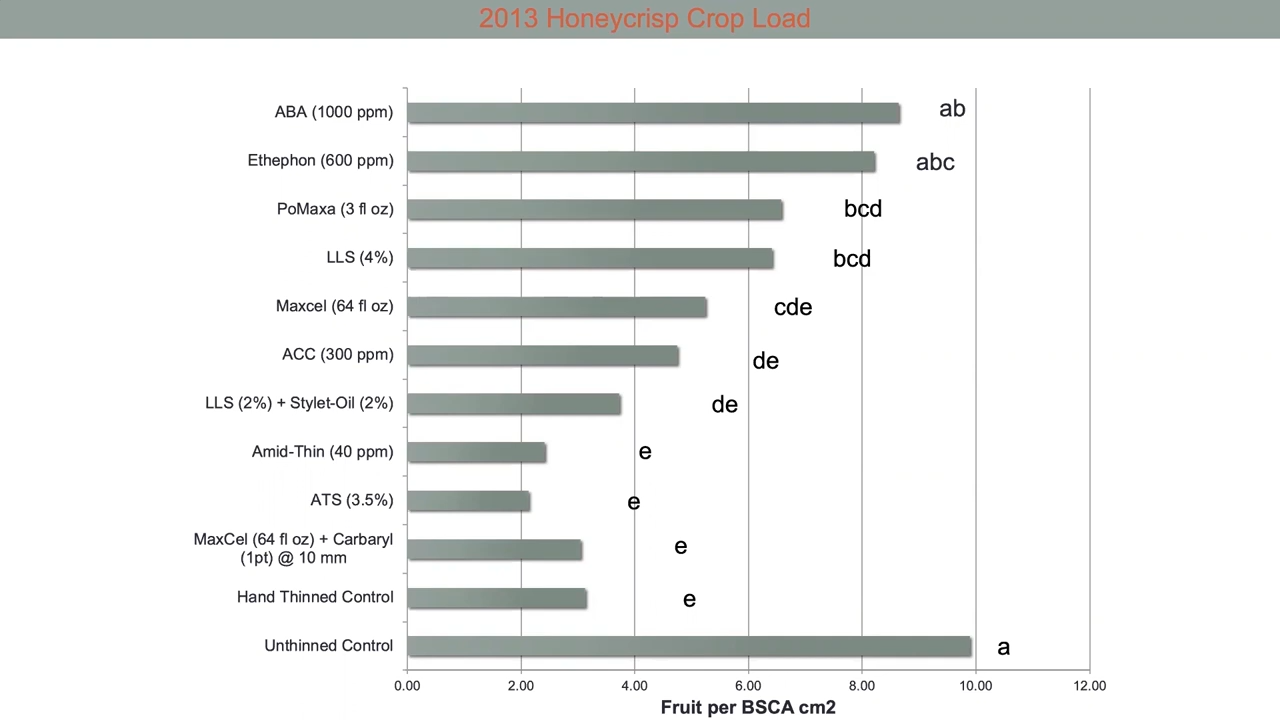 2013 Honeycrisp Crop Load
ABA (1000 ppm)
ab
Ethephon (600 ppm)
abc
PoMaxa (3 fl oz)
bcd
LLS (4%)
bcd
Maxcel (64 fl oz)
cde
ACC (300 ppm)
de
LLS (2%) + Stylet-Oil (2%)
de
Amid-Thin (40 ppm)
e
ATS (3.5%)
e
MaxCel (64 fl oz) + Carbaryl
(1pt) @ 10 mm
e
Hand Thinned Control
e
Unthinned Control
a
0.00 2.00 4.00 6.00 8.00 10.00 12.00
Fruit per BSCA cm2